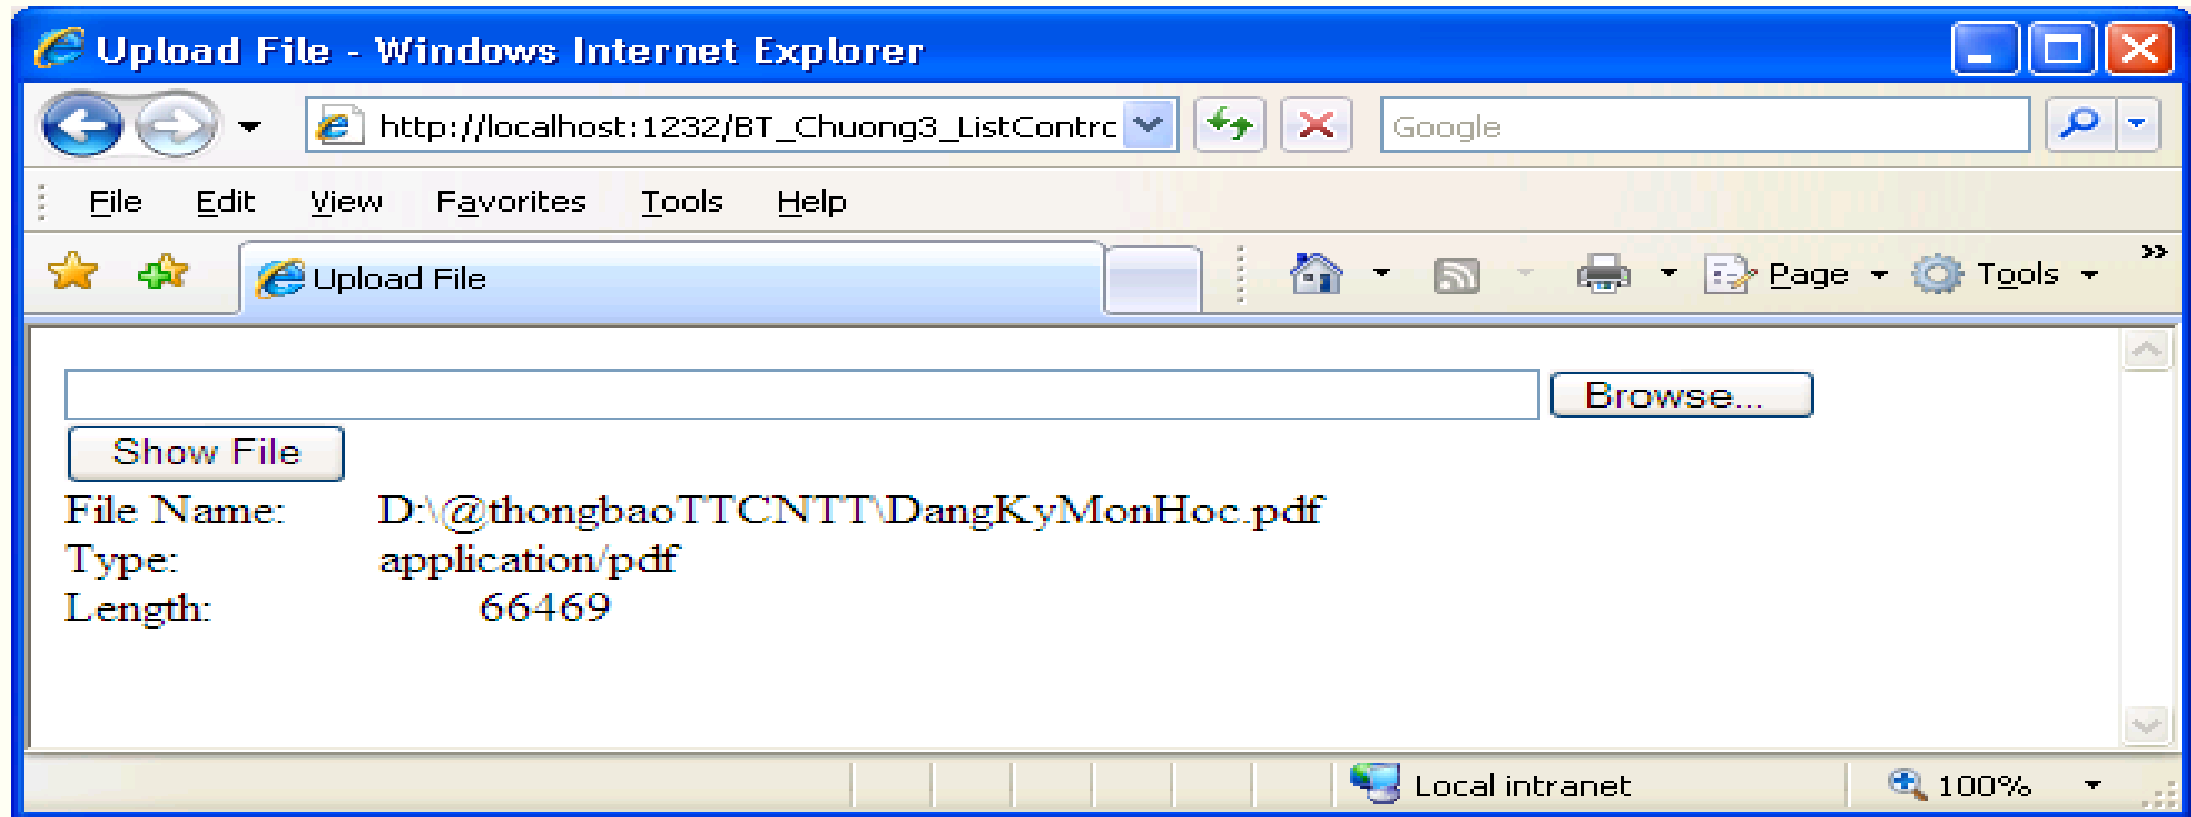 Upload File - Windows Internet Explorer
http://localhost:1232/BT_Chuong3_ListContrc
Google
File Edit View Favorites Tools Help
Upload File
Page Tools »
Browse...
Show File
File Name: D:\@thongbaoTTCNTT\DangKyMonHoc.pdf
Type: application/pdf
Length: 66469
Local intranet 100%